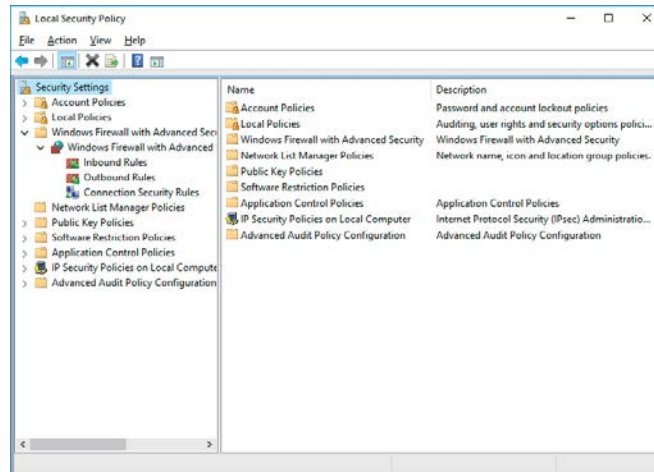 Local Security Policy
File Action View Help
Security Settings
Account Policies
Local Policies
Windows Firewall with Advanced Secu
Windows Firewall with Advanced
Inbound Rules
Outbound Rules
Connection Security Rules
Network List Manager Policies
Public Key Policies
Software Restriction Policies
Application Control Policies
IP Security Policies on Local Compute
Advanced Audit Policy Configuration
Name Description
Account Policies Password and account lockout policies
Local Policies Auditing, user rights and security options polici...
Windows Firewall with Advanced Security Windows Firewall with Advanced Security
Network List Manager Policies Network name, icon and location group policies.
Public Key Policies
Software Restriction Policies
Application Control Policies Application Control Policies
IP Security Policies on Local Computer Internet Protocol Security (IPsec) Administratio...
Advanced Audit Policy Configuration Advanced Audit Policy Configuration